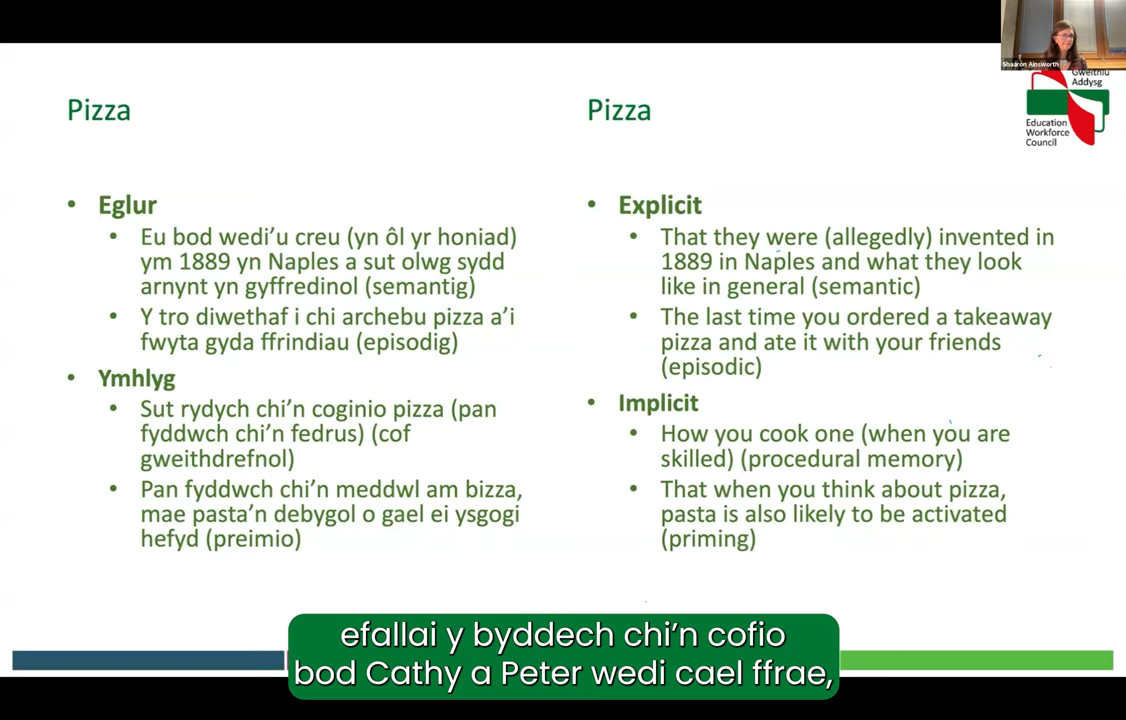 Shaaron Ainsworth
Gweithlu
Addysg
Education
Workforce
Council
Pizza
• Eglur
• Eu bod wedi’u creu (yn ôl yr honiad)
ym 1889 yn Naples a sut olwg sydd
arnynt yn gyffredinol (semantig)
• Y tro diwethaf i chi archebu pizza a’i
fwyta gyda ffrindiau (episodig)
• Ymhlyg
• Sut rydych chi’n coginio pizza (pan
fyddwch chi’n fedrus) (cof
gweithdrefnol)
• Pan fyddwch chi’n meddwl am bizza,
mae pasta’n debygol o gael ei ysgogi
hefyd (preimio)
Pizza
• Explicit
• That they were (allegedly) invented in
1889 in Naples and what they look
like in general (semantic)
• The last time you ordered a takeaway
pizza and ate it with your friends
(episodic)
• Implicit
• How you cook one (when you are
skilled) (procedural memory)
• That when you think about pizza,
pasta is also likely to be activated
(priming)
efallai y byddech chi’n cofio
bod Cathy a Peter wedi cael ffrae,